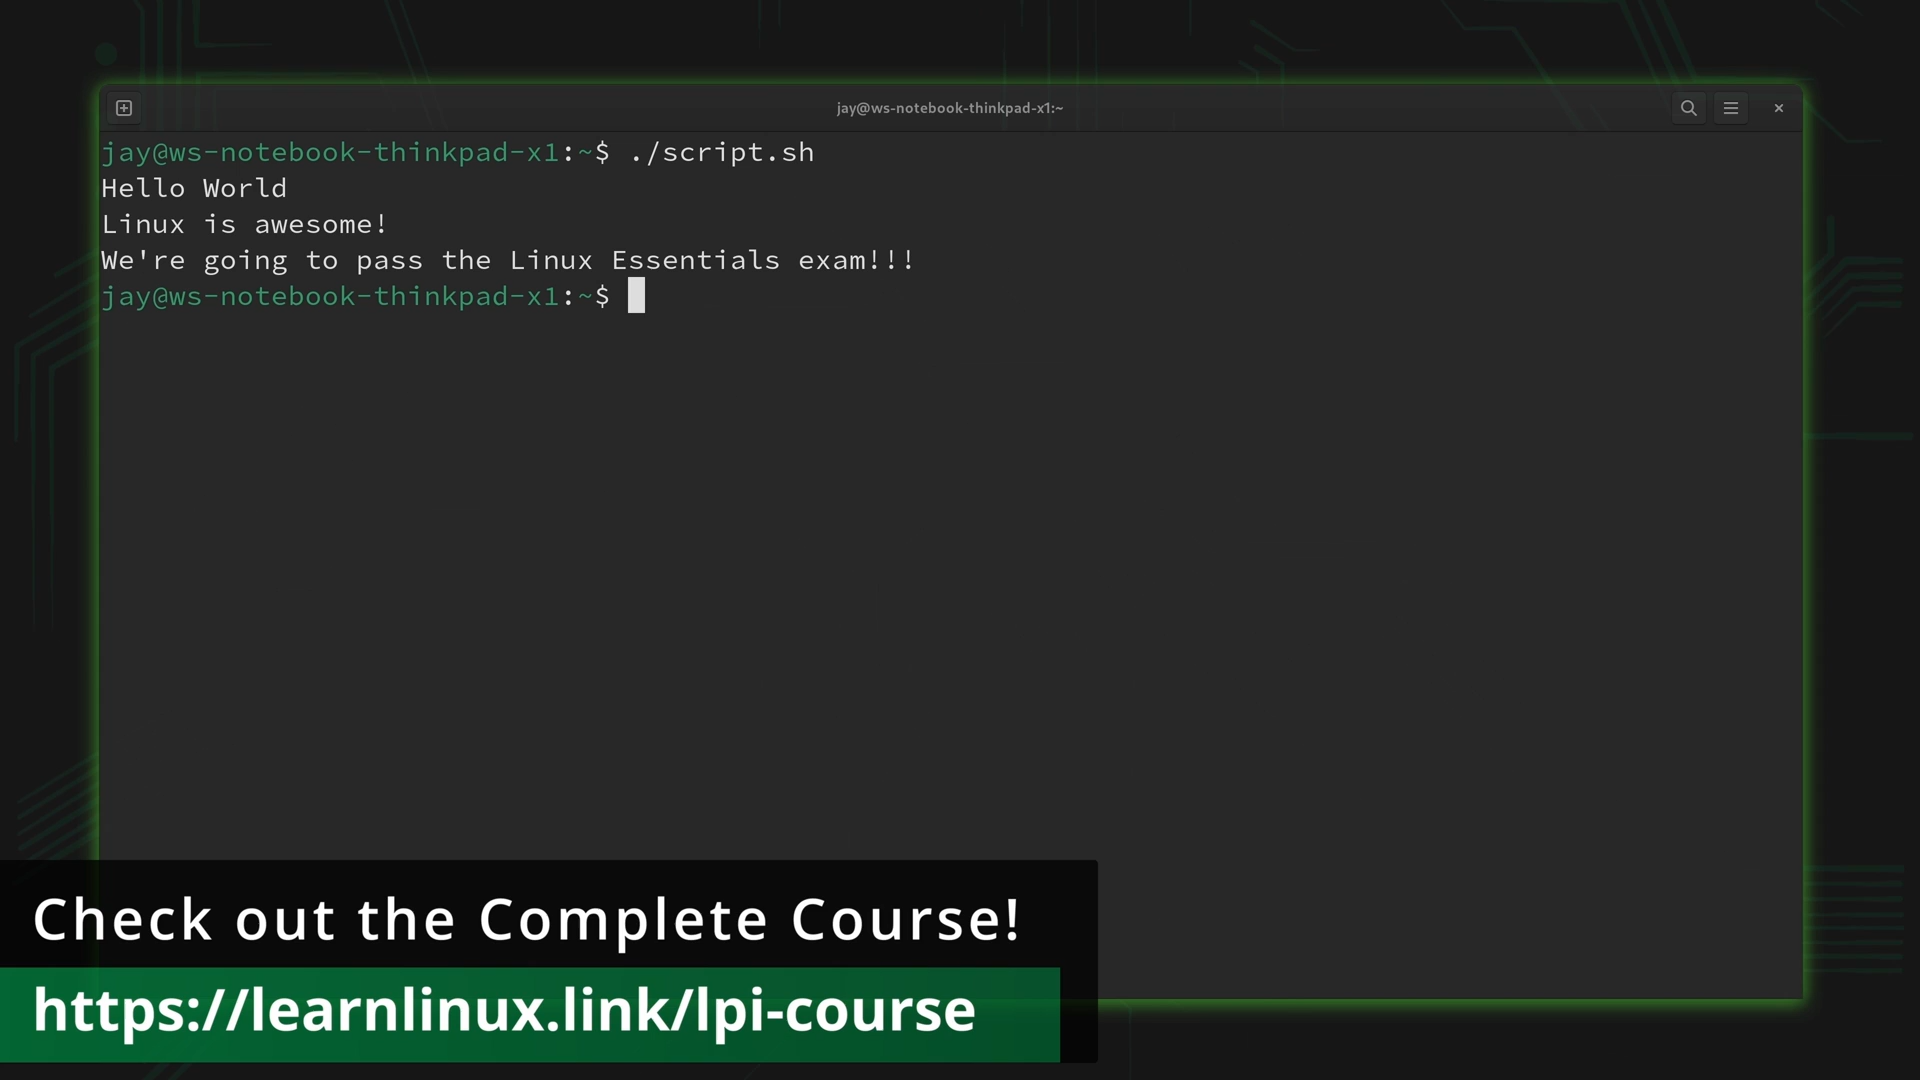 jay@ws-notebook-thinkpad-x1:~
jay@ws-notebook-thinkpad-x1:~$ ./script.sh
Hello World
Linux is awesome!
We're going to pass the Linux Essentials exam!!!
jay@ws-notebook-thinkpad-x1:~$
Check out the Complete Course!
https://learnlinux.link/lpi-course